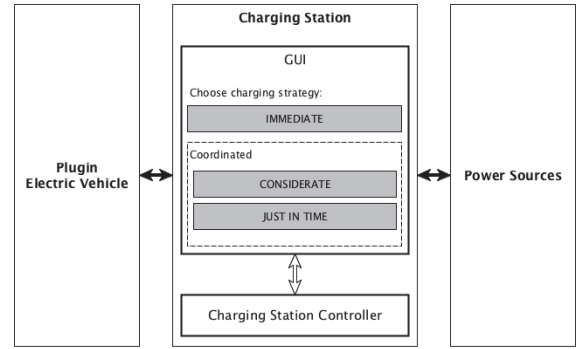 Charging Station
GUI
Choose charging strategy:
IMMEDIATE
Coordinated
CONSIDERATE
JUST IN TIME
Plugin
Electric Vehicle
Power Sources
Charging Station Controller